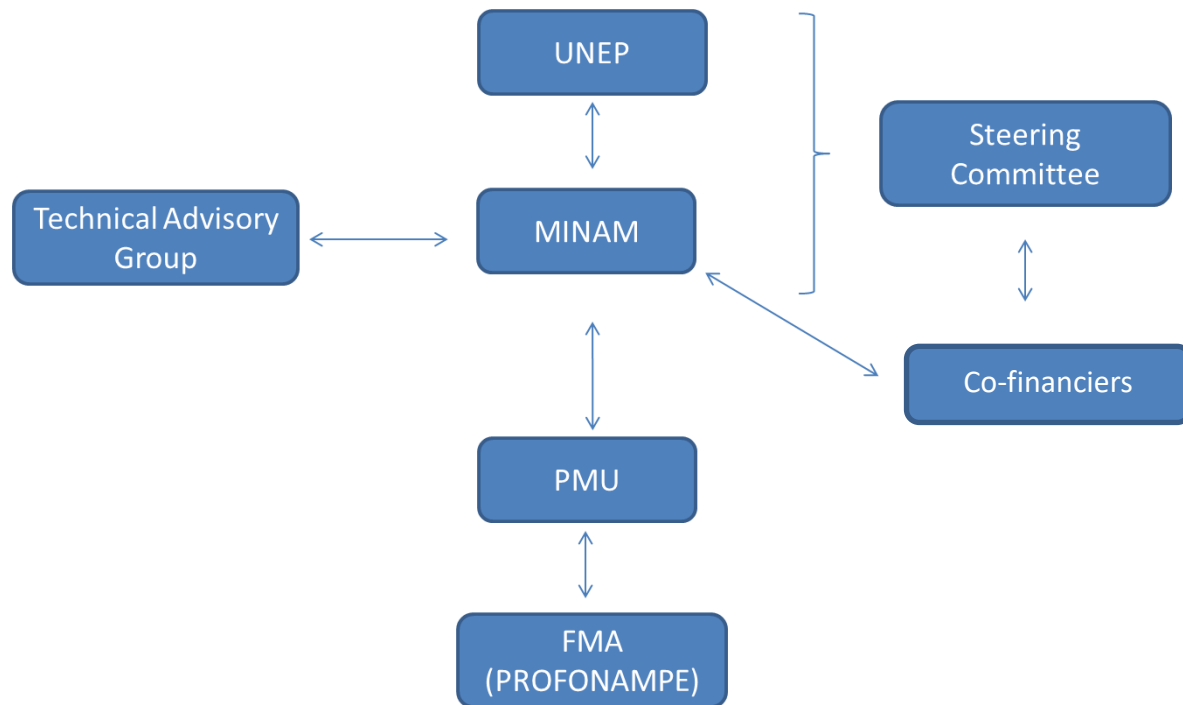 UNEP
Steering
Committee
Technical Advisory
Group
MINAM
Co-financiers
PMU
FMA
(PROFONAMPE)